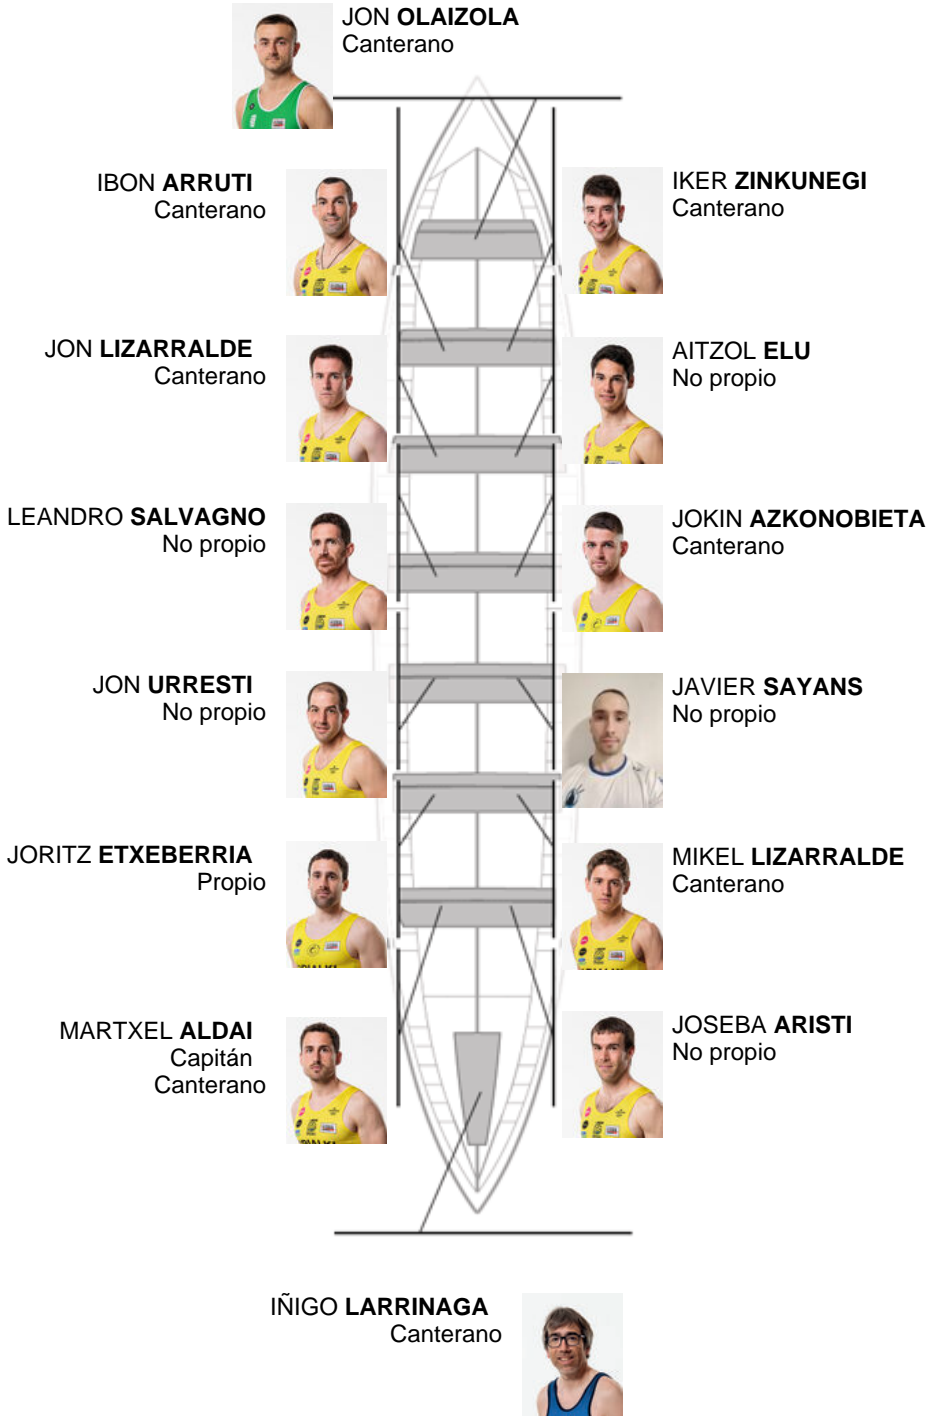 JON OLAIZOLA
Canterano
IBON ARRUTI
Canterano
IKER ZINKUNEGI
Canterano
JON LIZARRALDE
Canterano
AITZOL ELU
No propio
LEANDRO SALVAGNO
No propio
JOKIN AZKONOBIETA
Canterano
JON URRESTI
No propio
JAVIER SAYANS
No propio
JORITZ ETXEBERRIA
Propio
MIKEL LIZARRALDE
Canterano
MARTXEL ALDAI
Capitán
Canterano
JOSEBA ARISTI
No propio
IÑIGO LARRINAGA
Canterano